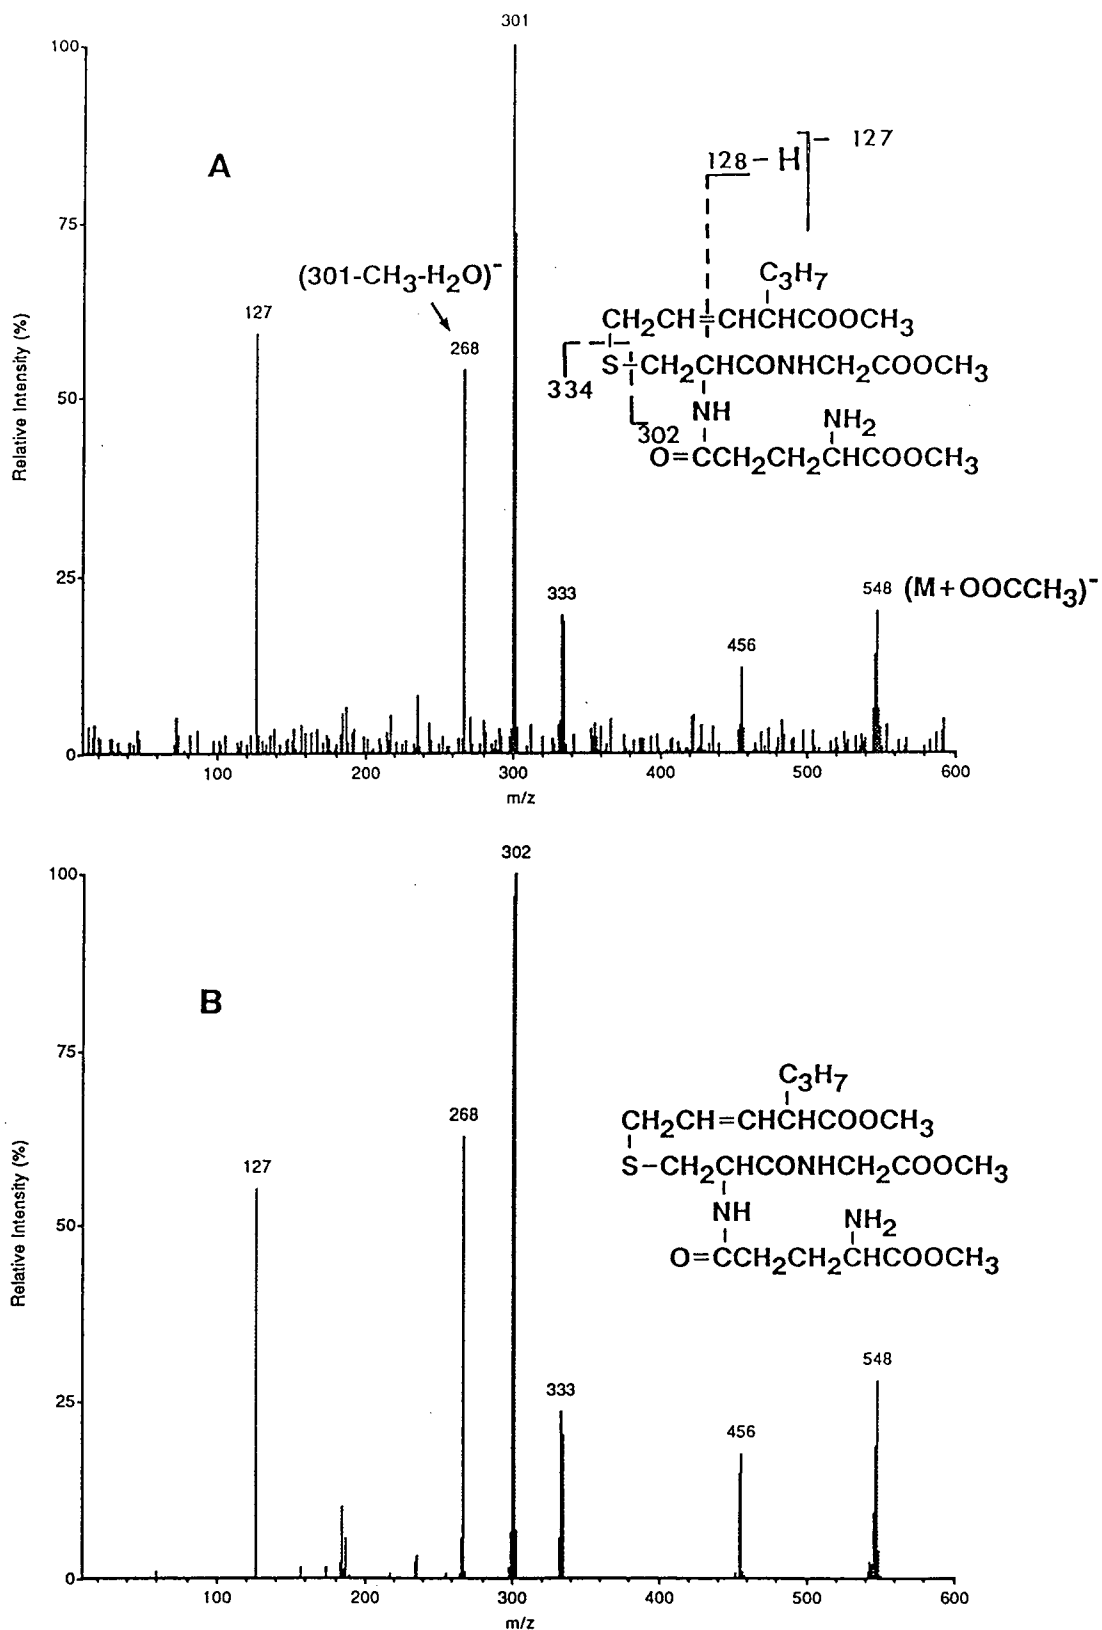 301
100
A
128 – H
– 127
75
(301-CH3-H2O)-
C3H7
127
CH2CH=CHCHCOOCH3
268
S-CH2CHCONHCH2COOCH3
334
50
NH
NH2
302
O=CCH2CH2CHCOOCH3
Relative Intensity (%)
25
333
548 (M+OOCCH3)-
456
0
100 200 300 400 500 600
m/z
302
100
B
75
C3H7
268
CH2CH=CHCHCOOCH3
127
S-CH2CHCONHCH2COOCH3
50
NH
NH2
O=CCH2CH2CHCOOCH3
Relative Intensity (%)
548
25
333
456
0
100 200 300 400 500 600
m/z